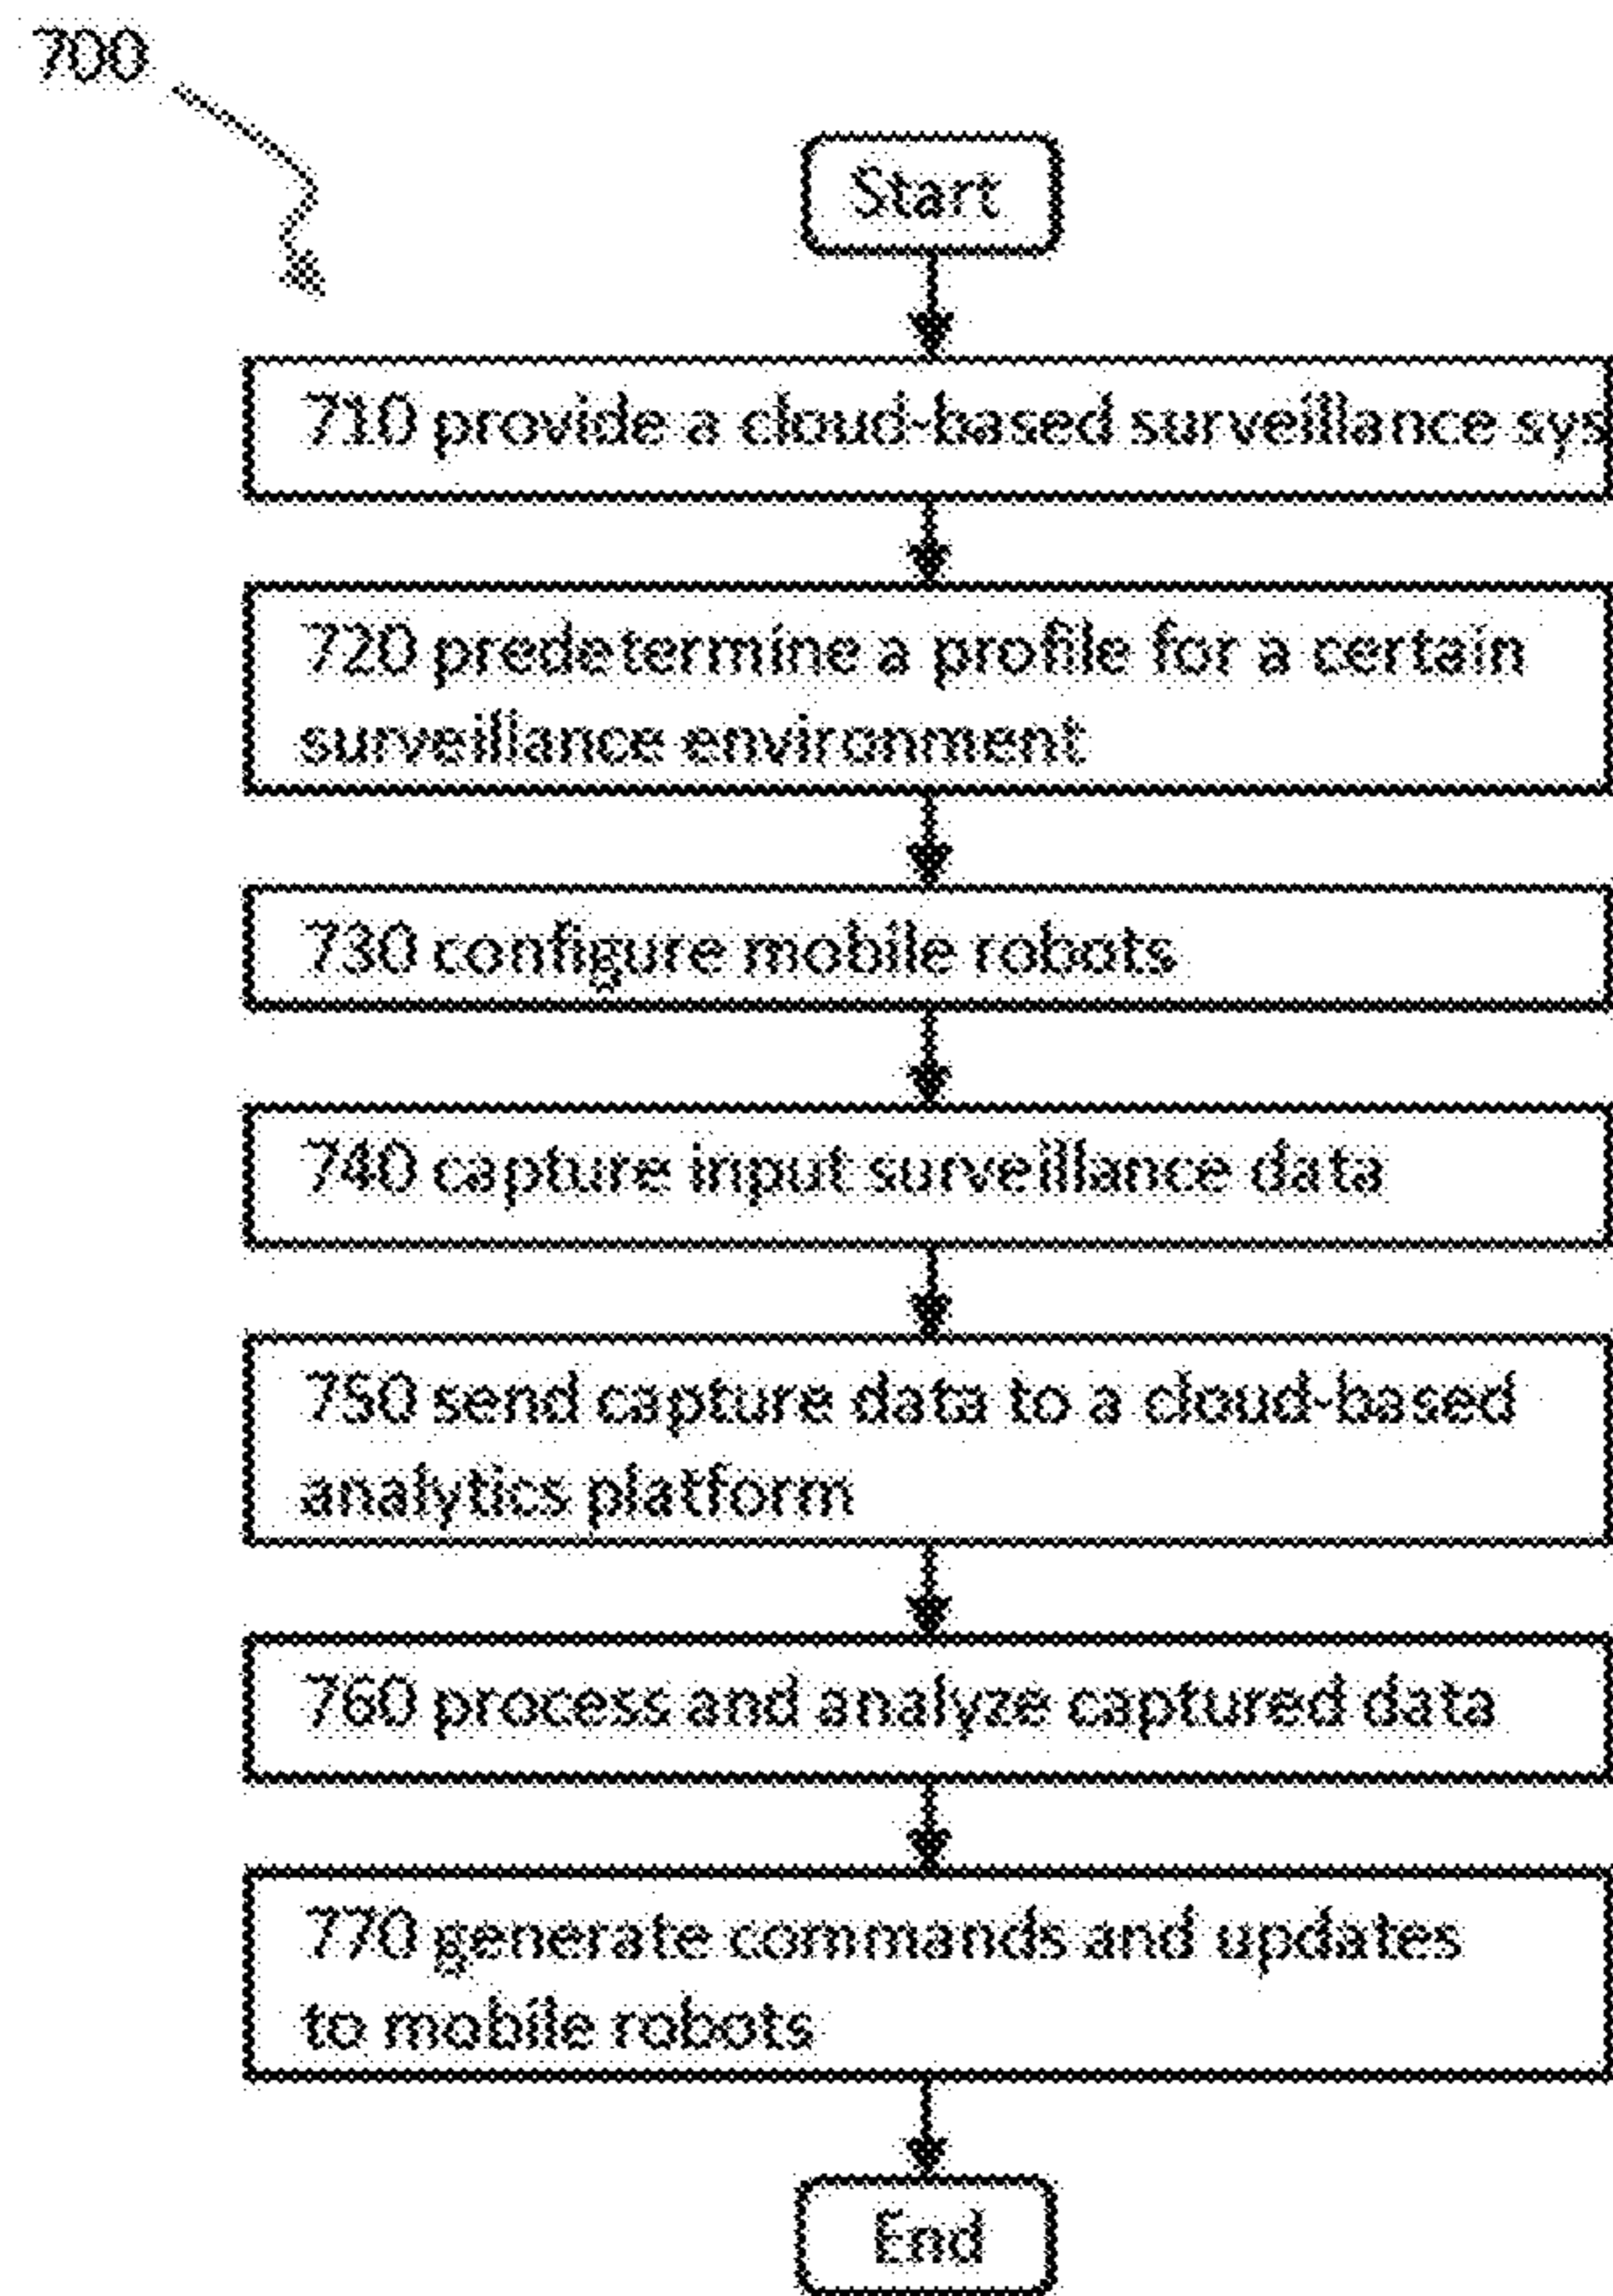 700
Start
710 provide a cloud-based surveillance sys
720 predetermine a profile for a certain
surveillance environment
730 configure mobile robots
740 capture input surveillance data
750 send capture data to a cloud-based
analytics platform
760 process and analyze captured data
770 generate commands and updates
to mobile robots
End